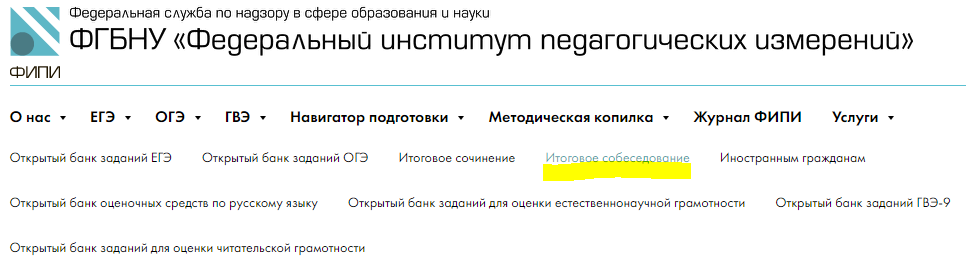 Федеральная служба по надзору в сфере образования и науки
ФГБНУ «Федеральный институт педагогических измерений»
ФИПИ
О нас ЕГЭ ОГЭ ГВЭ Навигатор подготовки Методическая копилка Журнал ФИПИ Услуги
Открытый банк заданий ЕГЭ Открытый банк заданий ОГЭ Итоговое сочинение Итоговое собеседование Иностранным гражданам
Открытый банк оценочных средств по русскому языку Открытый банк заданий для оценки естественнонаучной грамотности Открытый банк заданий ГВЭ-9
Открытый банк заданий для оценки читательской грамотности